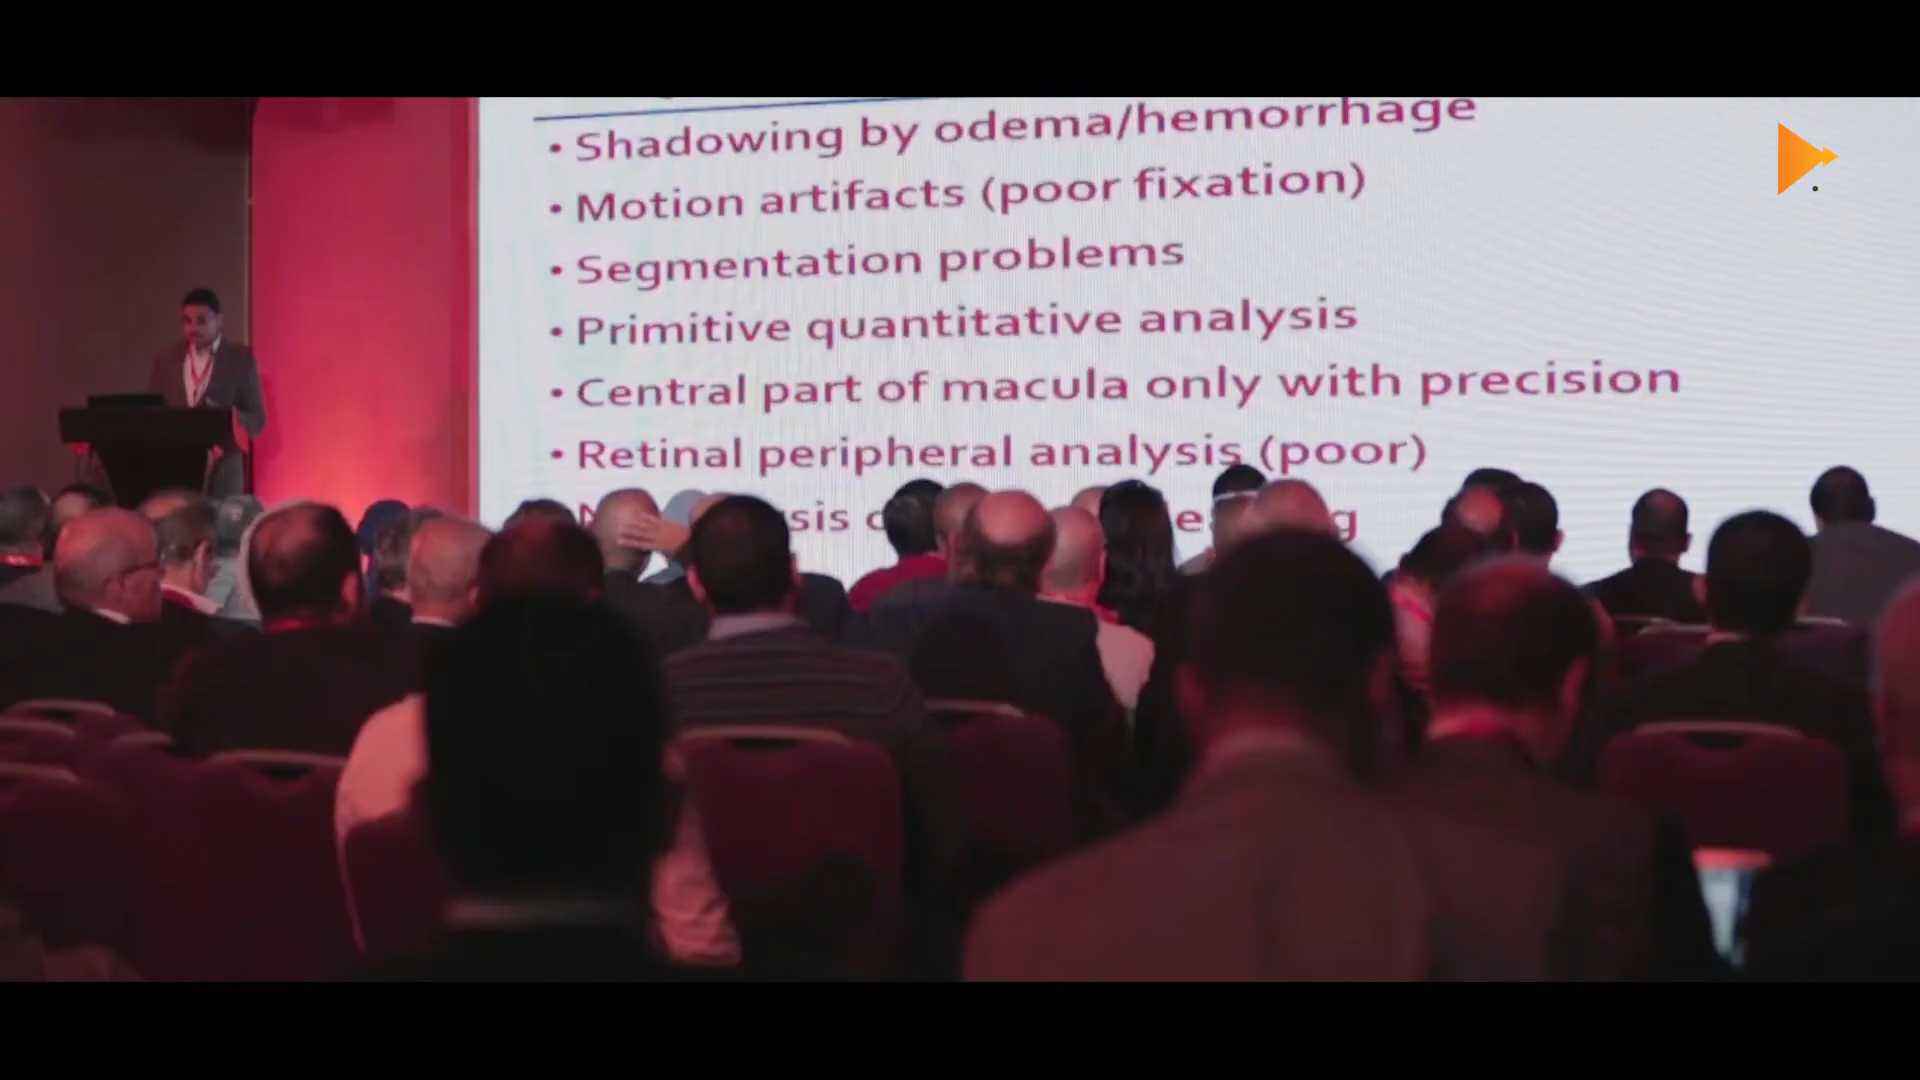 • Shadowing by odema/hemorrhage
• Motion artifacts (poor fixation)
• Segmentation problems
• Primitive quantitative analysis
• Central part of macula only with precision
• Retinal peripheral analysis (poor)